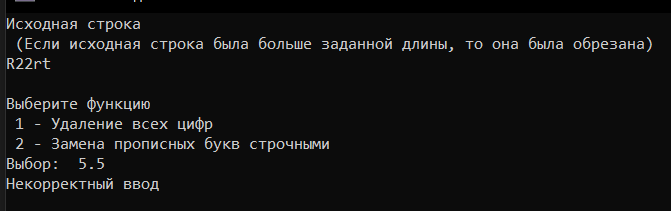 Исходная строка
(Если исходная строка была больше заданной длины, то она была обрезана)
R22rt
Выберите функцию
1 - Удаление всех цифр
2 - Замена прописных букв строчными
Выбор:  5.5
Некорректный ввод